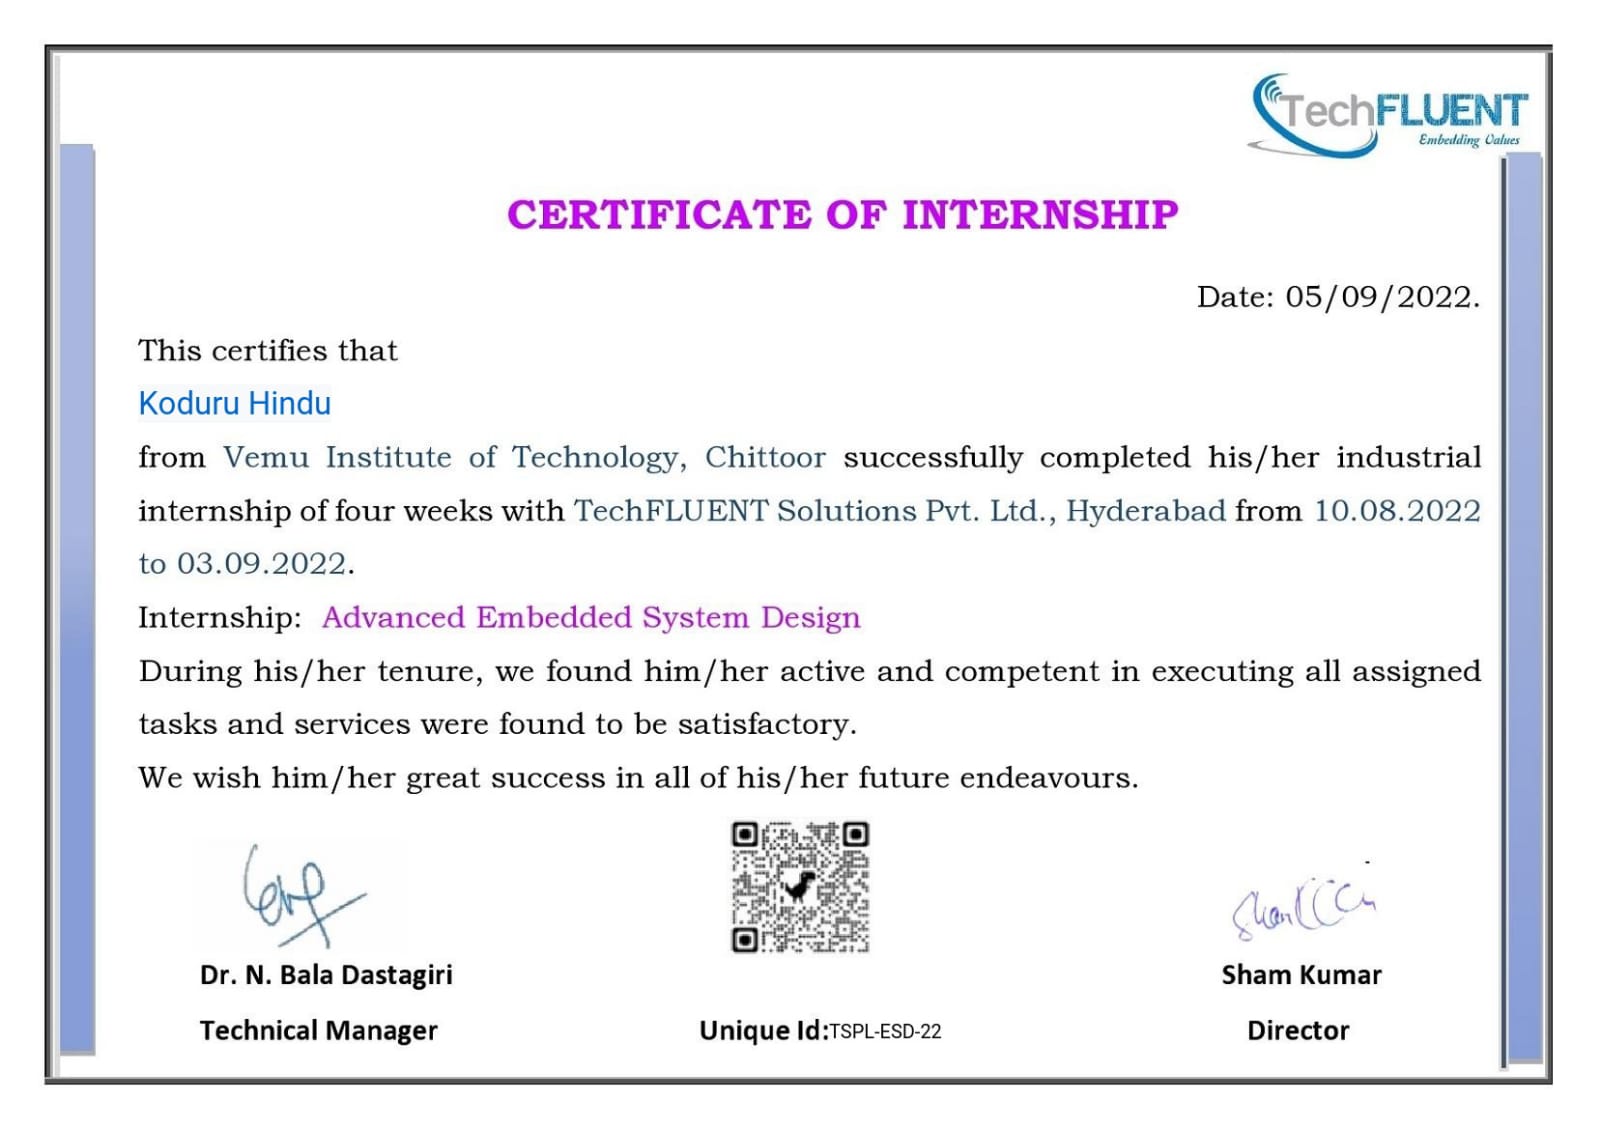 TechFLUENT
Embedding Values
CERTIFICATE OF INTERNSHIP
Date: 05/09/2022.
This certifies that
Koduru Hindu
from Vemu Institute of Technology, Chittoor successfully completed his/her industrial
internship of four weeks with TechFLUENT Solutions Pvt. Ltd., Hyderabad from 10.08.2022
to 03.09.2022.
Internship: Advanced Embedded System Design
During his/her tenure, we found him/her active and competent in executing all assigned
tasks and services were found to be satisfactory.
We wish him/her great success in all of his/her future endeavours.
Dr. N. Bala Dastagiri
Sham Kumar
Technical Manager
Unique Id:TSPL-ESD-22
Director